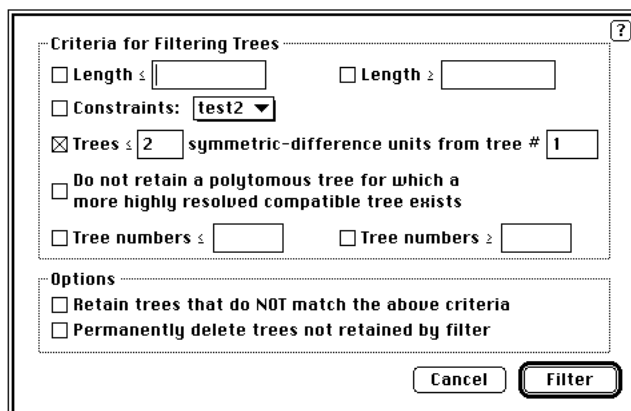 ?
Criteria for Filtering Trees
Length ≤ Length ≥
Constraints: test2
Trees ≤ 2 symmetric-difference units from tree # 1
Do not retain a polytomous tree for which a
more highly resolved compatible tree exists
Tree numbers ≤ Tree numbers ≥
Options
Retain trees that do NOT match the above criteria
Permanently delete trees not retained by filter
Cancel Filter